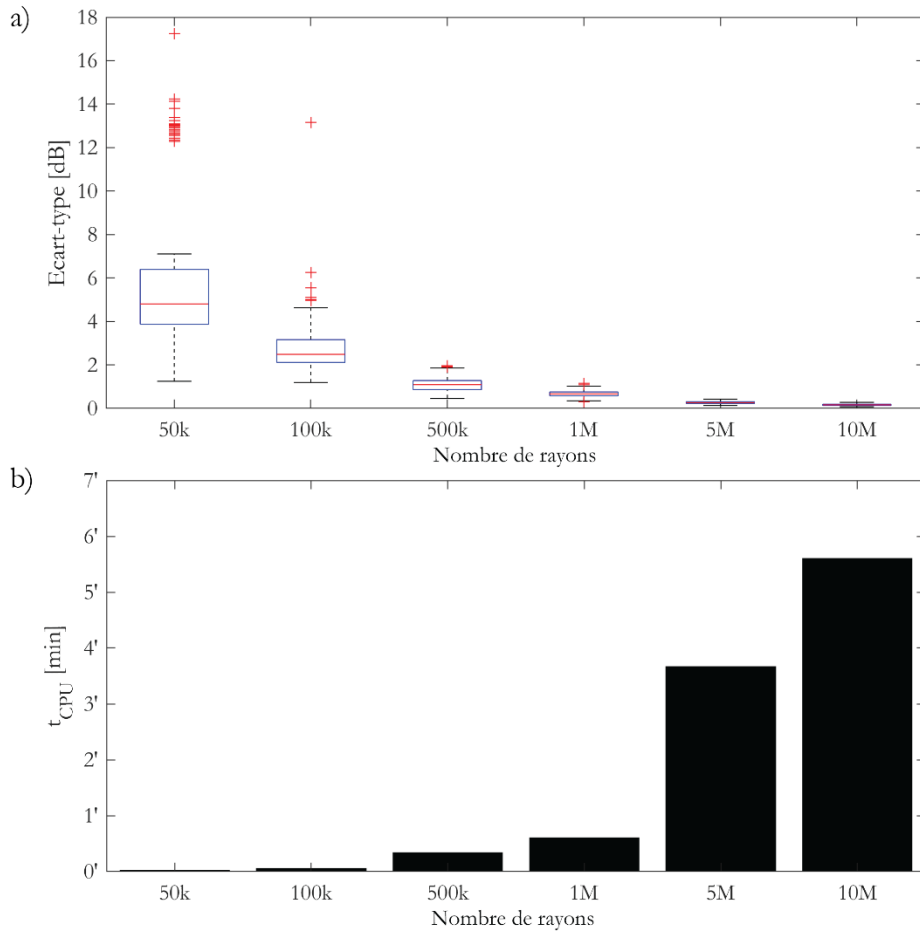 a)
18
16
14
12
10
8
6
4
2
0
Ecart-type [dB]
50k 100k 500k 1M 5M 10M
Nombre de rayons
b)
7'
6'
5'
4'
3'
2'
1'
0'
tCPU [min]
50k 100k 500k 1M 5M 10M
Nombre de rayons